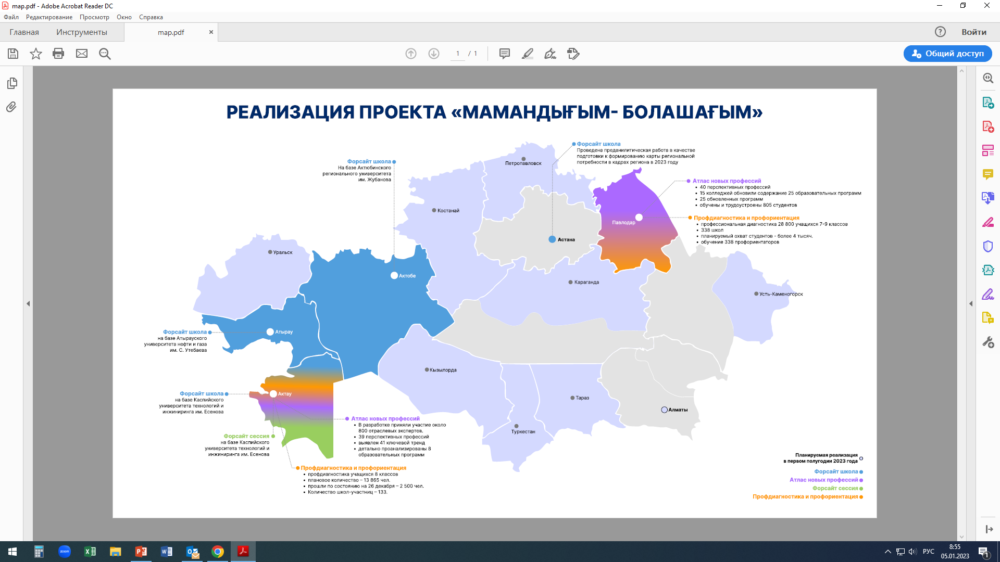 map.pdf - Adobe Acrobat Reader DC
Файл Редактирование Просмотр Окно Справка
Главная Инструменты map.pdf Войти
1 / 1
Общий доступ
РЕАЛИЗАЦИЯ ПРОЕКТА «МАМАНДЫҒЫМ- БОЛАШАҒЫМ»
Форсайт школа
Проведена преданилитическая работа в качестве
подготовки к формированию карты региональной
потребности в кадрах региона в 2023 году
Форсайт школа
На базе Актюбинского
регионального университета
им. Жубанова
Петропавловск
Атлас новых профессий
40 перспективных профессий
15 колледжей обновили содержание 25 образовательных программ
25 обновленных программ
обучены и трудоустроены 805 студентов
Костанай
Павлодар
Профдиагностика и профориентация
профессиональная диагностика 28 800 учащихся 7-9 классов
338 школ
планируемый охват студентов - более 4 тысяч.
обучение 338 профориентаторов
Астана
Уральск
Актобе
Караганда
Усть-Каменогорск
Атырау
Форсайт школа
на базе Атырауского
университета нефти и газа
им. С. Утебаева
Кызылорда
Актау
Форсайт школа
на базе Каспийского
университета технологий и
инжиниринга им. Есенова
Тараз
Алматы
Туркестан
Атлас новых профессий
В разработке приняли участие около
800 отраслевых экспертов.
39 перспективных профессий
выявлен 41 ключевой тренд
детально проанализированы 8
образовательных программ
Форсайт сессия
на базе Каспийского
университета технологий и
инжиниринга им. Есенова
Профдиагностика и профориентация
профдиагностика учащихся 8 классов
плановое количество – 13 865 чел.
прошли по состоянию на 26 декабря – 2 500 чел.
Количество школ-участниц – 133.
Планируемая реализация
в первом полугодии 2023 года
Форсайт школа
Атлас новых профессий
Форсайт сессия
Профдиагностика и профориентация
zoom
РУС
8:55
05.01.2023
1